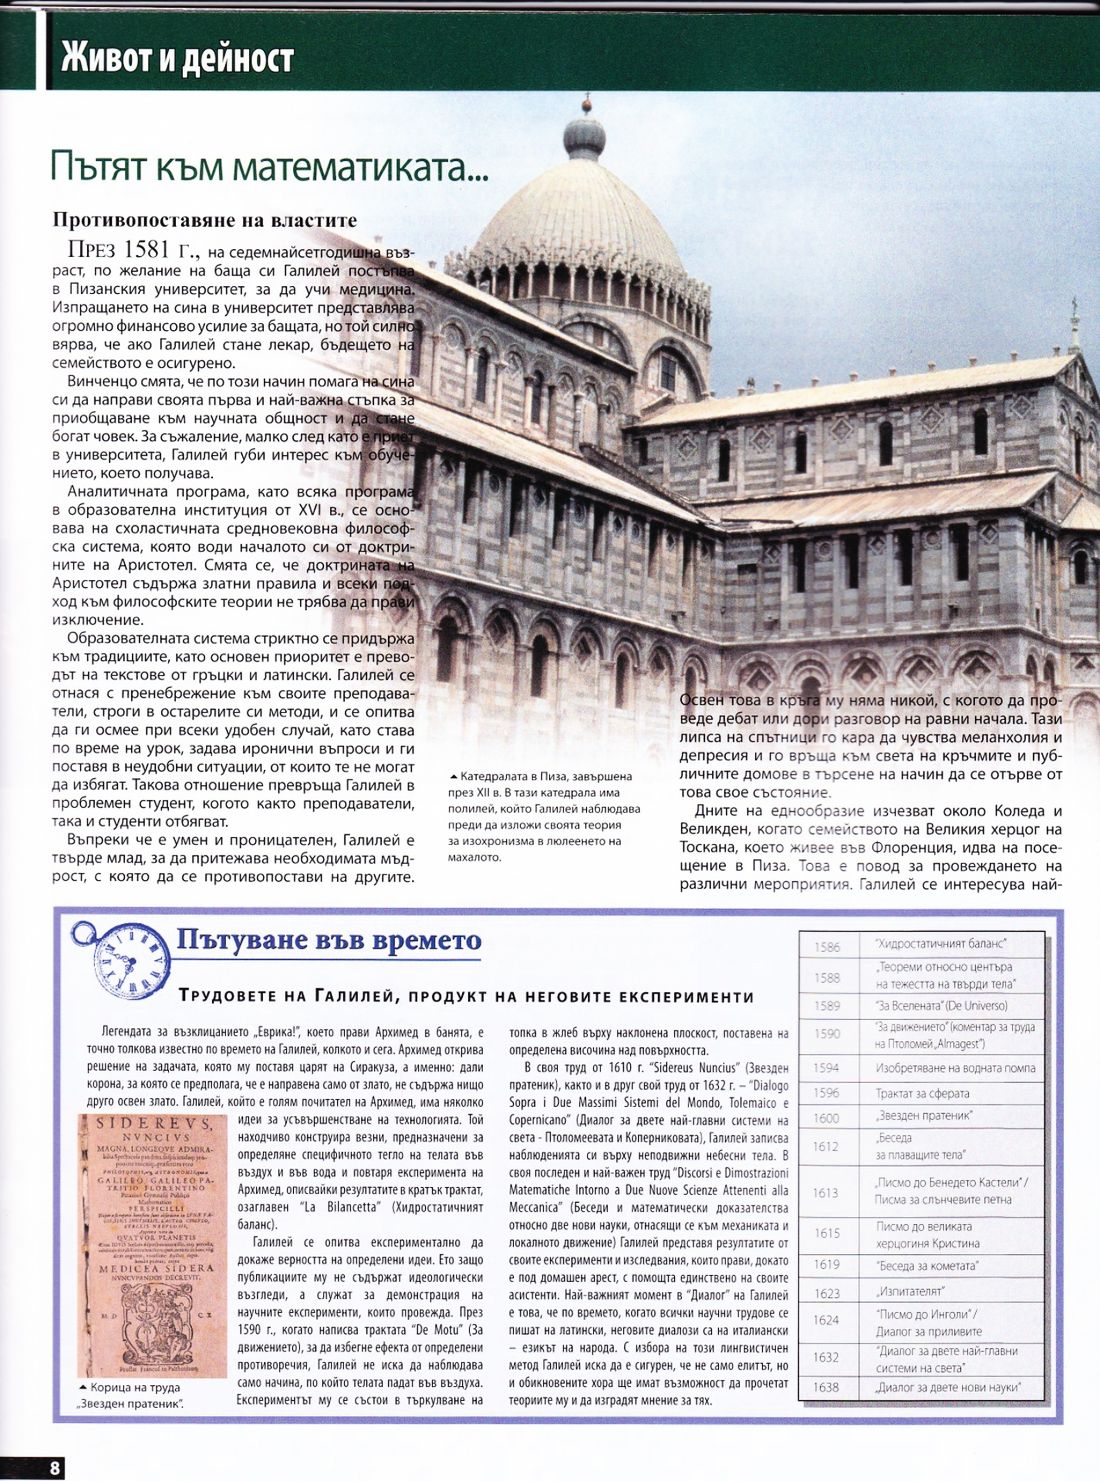 Живот и дейност
Пътят към математиката...
Противопоставяне на властите
През 1581 г., на седемнайсетгодишна въз-
раст, по желание на баща си Галилей постъпва
в Пизанския университет, за да учи медицина.
Изпращането на сина в университет представлява
огромно финансово усилие за бащата, но той силно
вярва, че ако Галилей стане лекар, бъдещето на
семейството е осигурено.
Винченцо смята, че по този начин помага на сина
си да направи своята първа и най-важна стъпка за
приобщаване към научната общност и да стане
богат човек. За съжаление, малко след като е приет
в университета, Галилей губи интерес към обуче-
нието, което получава.
Аналитичната програма, като всяка програма
в образователна институция от XVI в., се осно-
вава на схоластичната средновековна философ-
ска система, която води началото си от доктри-
ните на Аристотел. Смята се, че доктрината на
Аристотел съдържа златни правила и всеки под-
ход към философските теории не трябва да прави
изключение.
Образователната система стриктно се придържа
към традициите, като основен приоритет е прево-
дът на текстове от гръцки и латински. Галилей се
отнася с пренебрежение към своите преподава-
тели, строги в остарелите си методи, и се опитва
да ги осмее при всеки удобен случай, като става
по време на урок, задава иронични въпроси и ги
поставя в неудобни ситуации, от които те не могат
да избягат. Такова отношение превръща Галилей в
проблемен студент, когото както преподаватели,
така и студенти отбягват.
Въпреки че е умен и проницателен, Галилей е
твърде млад, за да притежава необходимата мъд-
рост, с която да се противопостави на другите.
Катедралата в Пиза, завършена
през XII в. В тази катедрала има
полилей, който Галилей наблюдава
преди да изложи своята теория
за изохронизма в люлеенето на
махалото.
Освен това в кръга му няма никой, с когото да про-
веде дебат или дори разговор на равни начала. Тази
липса на спътници го кара да чувства меланхолия и
депресия и го връща към света на кръчмите и пуб-
личните домове в търсене на начин да се отърве от
това свое състояние.
Дните на еднообразие изчезват около Коледа и
Великден, когато семейството на Великия херцог на
Тоскана, което живее във Флоренция, идва на посе-
щение в Пиза. Това е повод за провеждането на
различни мероприятия. Галилей се интересува най-
Пътуване във времето
Трудовете на Галилей, продукт на неговите експерименти
Легендата за възклицанието „Еврика!”, което прави Архимед в банята, е
точно толкова известно по времето на Галилей, колкото и сега. Архимед открива
решение на задачата, която му поставя царят на Сиракуза, а именно: дали
корона, за която се предполага, че е направена само от злато, не съдържа нищо
друго освен злато. Галилей, който е голям почитател на Архимед, има няколко
идеи за усъвършенстване на технологията. Той
находчиво конструира везни, предназначени за
определяне специфичното тегло на телата във
въздух и във вода и повтаря експеримента на
Архимед, описвайки резултатите в кратък трактат,
озаглавен “La Bilancetta” (Хидростатичният
баланс).
Галилей се опитва експериментално да
докаже верността на определени идеи. Ето защо
публикациите му не съдържат идеологически
възгледи, а служат за демонстрация на
научните експерименти, които провежда. През
1590 г., когато написва трактата “De Motu” (За
движението), за да избегне ефекта от определени
противоречия, Галилей не иска да наблюдава
само начина, по който телата падат във въздуха.
Експериментът му се състои в търкулване на
SIDEREVS,
NVNCIVS
MAGNA, LONGEQVE ADMIRA-
GALILEO GALILEO PA-
TRITIO FLORENTINO
PERSPICILLI
QVATVOR PLANETIS
MEDICEA SIDERA
NVNCVPANDOS DECREVIT.
M D C X
Корица на труда
„Звезден пратеник”.
топка в жлеб върху наклонена плоскост, поставена на
определена височина над повърхността.
В своя труд от 1610 г. “Sidereus Nuncius” (Звезден
пратеник), както и в друг свой труд от 1632 г. – “Dialogo
Sopra i Due Massimi Sistemi del Mondo, Tolemaico e
Copernicano” (Диалог за двете най-главни системи на
света - Птоломеевата и Коперниковата), Галилей записва
наблюденията си върху неподвижни небесни тела. В
своя последен и най-важен труд “Discorsi e Dimostrazioni
Matematiche Intorno a Due Nuove Scienze Attenenti alla
Meccanica” (Беседи и математически доказателства
относно две нови науки, отнасящи се към механиката и
локалното движение) Галилей представя резултатите от
своите експерименти и изследвания, които прави, докато
е под домашен арест, с помощта единствено на своите
асистенти. Най-важният момент в “Диалог” на Галилей
е това, че по времето, когато всички научни трудове се
пишат на латински, неговите диалози са на италиански
– езикът на народа. С избора на този лингвистичен
метод Галилей иска да е сигурен, че не само елитът, но
и обикновените хора ще имат възможност да прочетат
теориите му и да изградят мнение за тях.
1586 “Хидростатичният баланс”
1588 „Теореми относно центъра
на тежестта на твърди тела”
1589 “За Вселената” (De Universo)
1590 “За движението” (коментар за труда
на Птоломей „Almagest”)
1594 Изобретяване на водната помпа
1596 Трактат за сферата
1600 „Звезден пратеник”
1612 „Беседа
за плаващите тела”
1613 „Писмо до Бенедето Кастели” /
Писма за слънчевите петна
1615 Писмо до великата
херцогиня Кристина
1619 “Беседа за кометата”
1623 „Изпитателят”
1624 “Писмо до Инголи” /
Диалог за приливите
1632 “Диалог за двете най-главни
системи на света”
1638 „Диалог за двете нови науки”
8